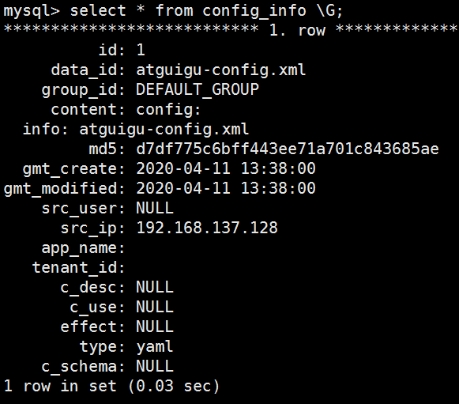 mysql> select * from config_info \G;
*************************** 1. row *************
id: 1
data_id: atguigu-config.xml
group_id: DEFAULT_GROUP
content: config:
info: atguigu-config.xml
md5: d7df775c6bff443ee71a701c843685ae
gmt_create: 2020-04-11 13:38:00
gmt_modified: 2020-04-11 13:38:00
src_user: NULL
src_ip: 192.168.137.128
app_name:
tenant_id:
c_desc: NULL
c_use: NULL
effect: NULL
type: yaml
c_schema: NULL
1 row in set (0.03 sec)